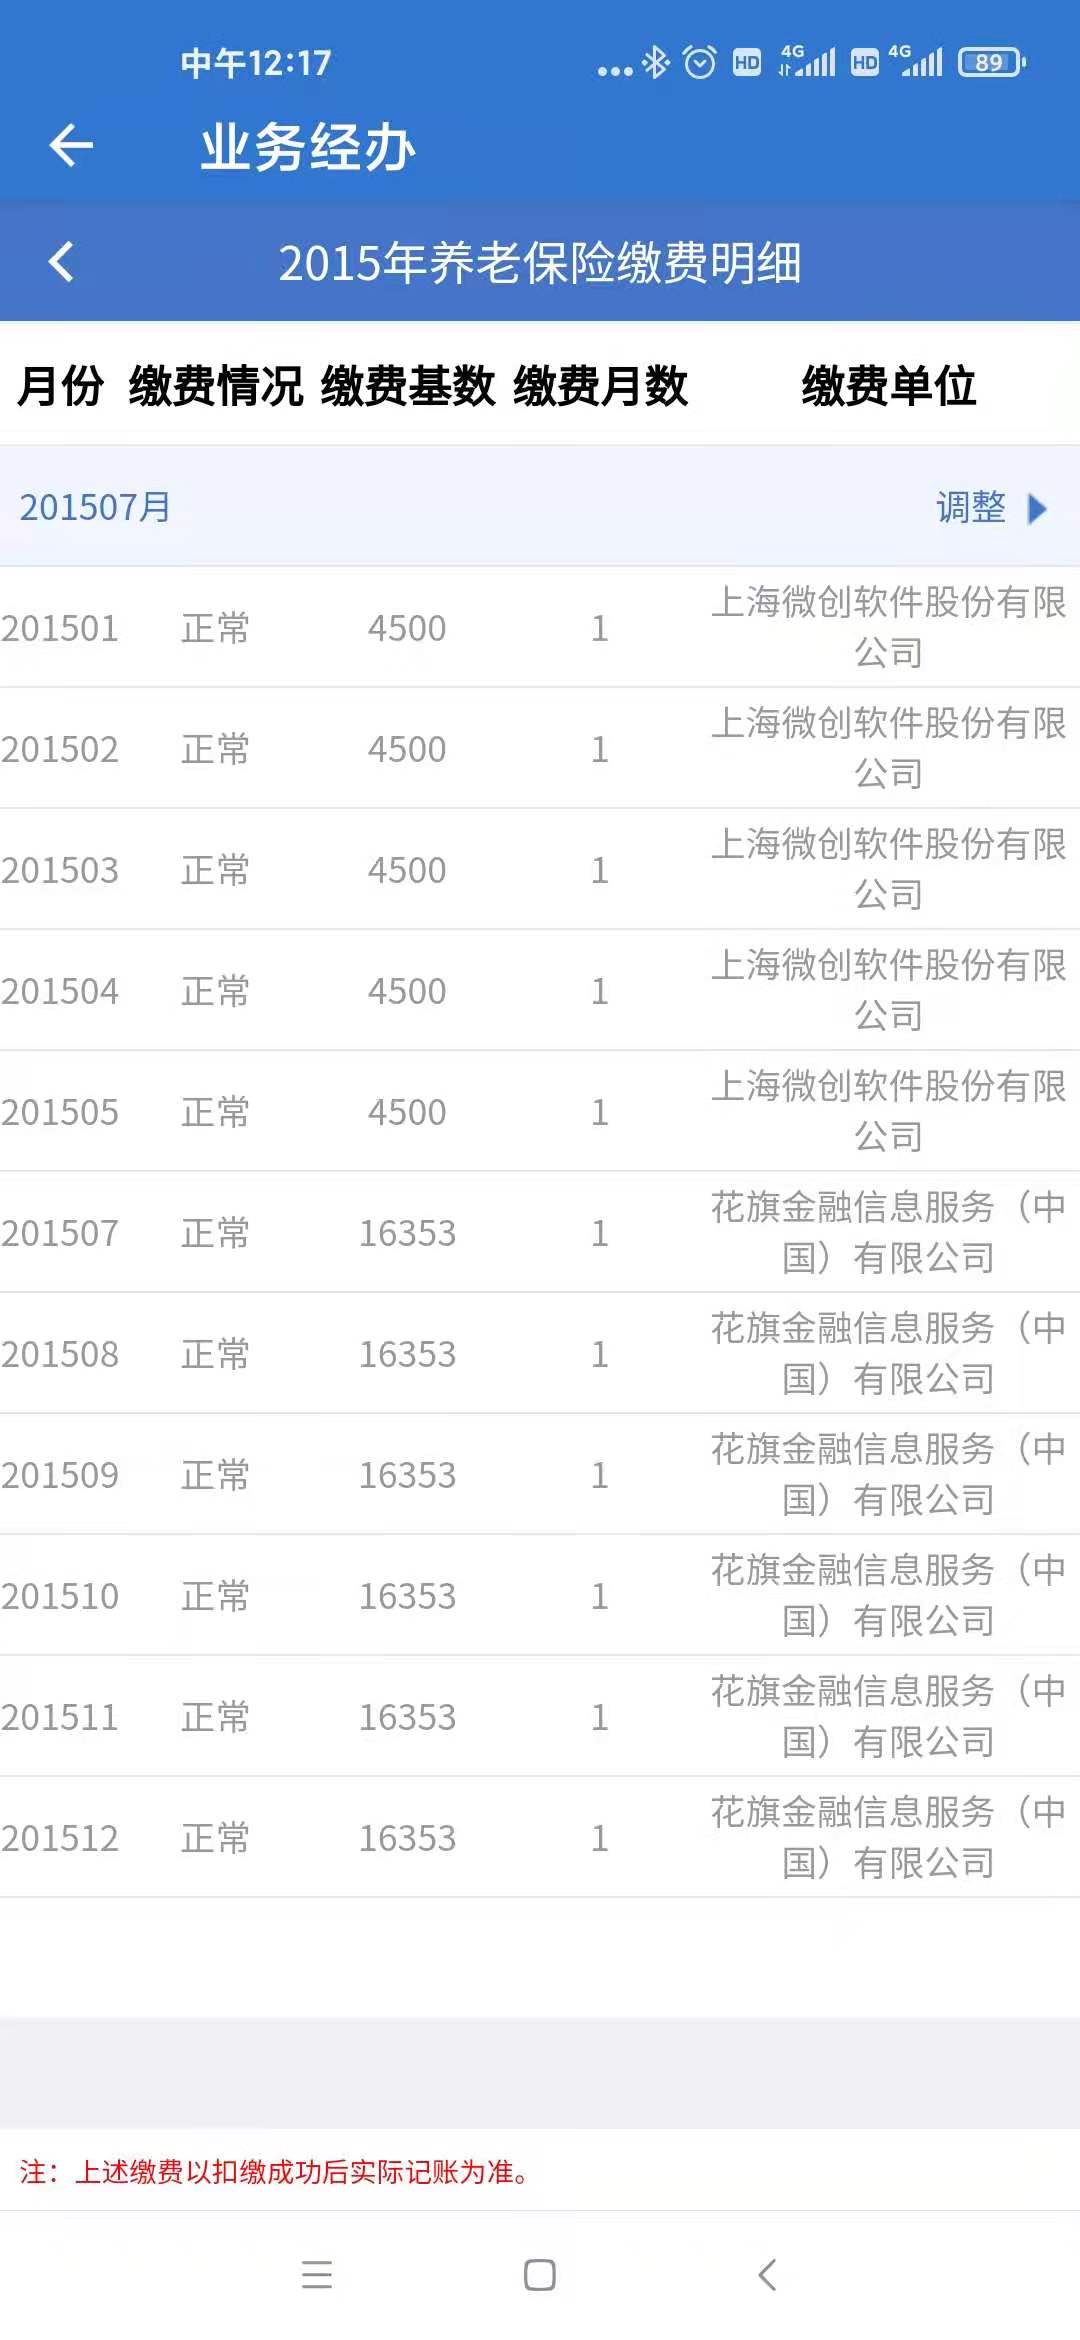 中午12:17
HD 4G HD 4G 89
业务经办
2015年养老保险缴费明细
月份 缴费情况 缴费基数 缴费月数 缴费单位
201507月 调整
201501 正常 4500 1 上海微创软件股份有限
公司
201502 正常 4500 1 上海微创软件股份有限
公司
201503 正常 4500 1 上海微创软件股份有限
公司
201504 正常 4500 1 上海微创软件股份有限
公司
201505 正常 4500 1 上海微创软件股份有限
公司
201507 正常 16353 1 花旗金融信息服务（中
国）有限公司
201508 正常 16353 1 花旗金融信息服务（中
国）有限公司
201509 正常 16353 1 花旗金融信息服务（中
国）有限公司
201510 正常 16353 1 花旗金融信息服务（中
国）有限公司
201511 正常 16353 1 花旗金融信息服务（中
国）有限公司
201512 正常 16353 1 花旗金融信息服务（中
国）有限公司
注：上述缴费以扣缴成功后实际记账为准。